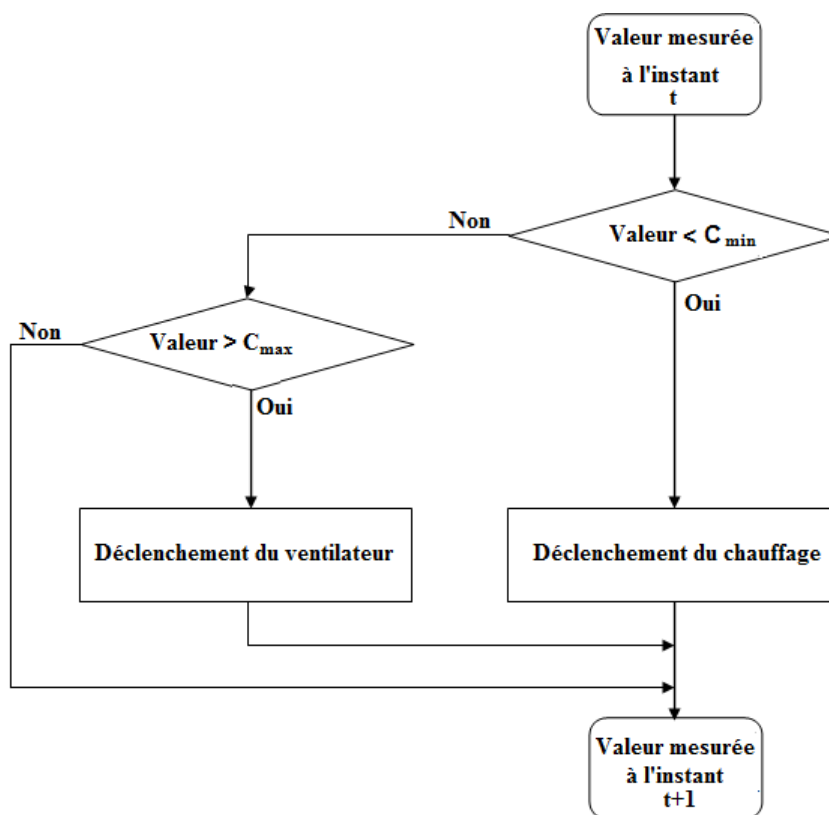 Valeur mesurée
à l'instant
t
Valeur < C min
Non
Oui
Valeur > Cmax
Non
Oui
Déclenchement du ventilateur
Déclenchement du chauffage
Valeur mesurée
à l'instant
t+1